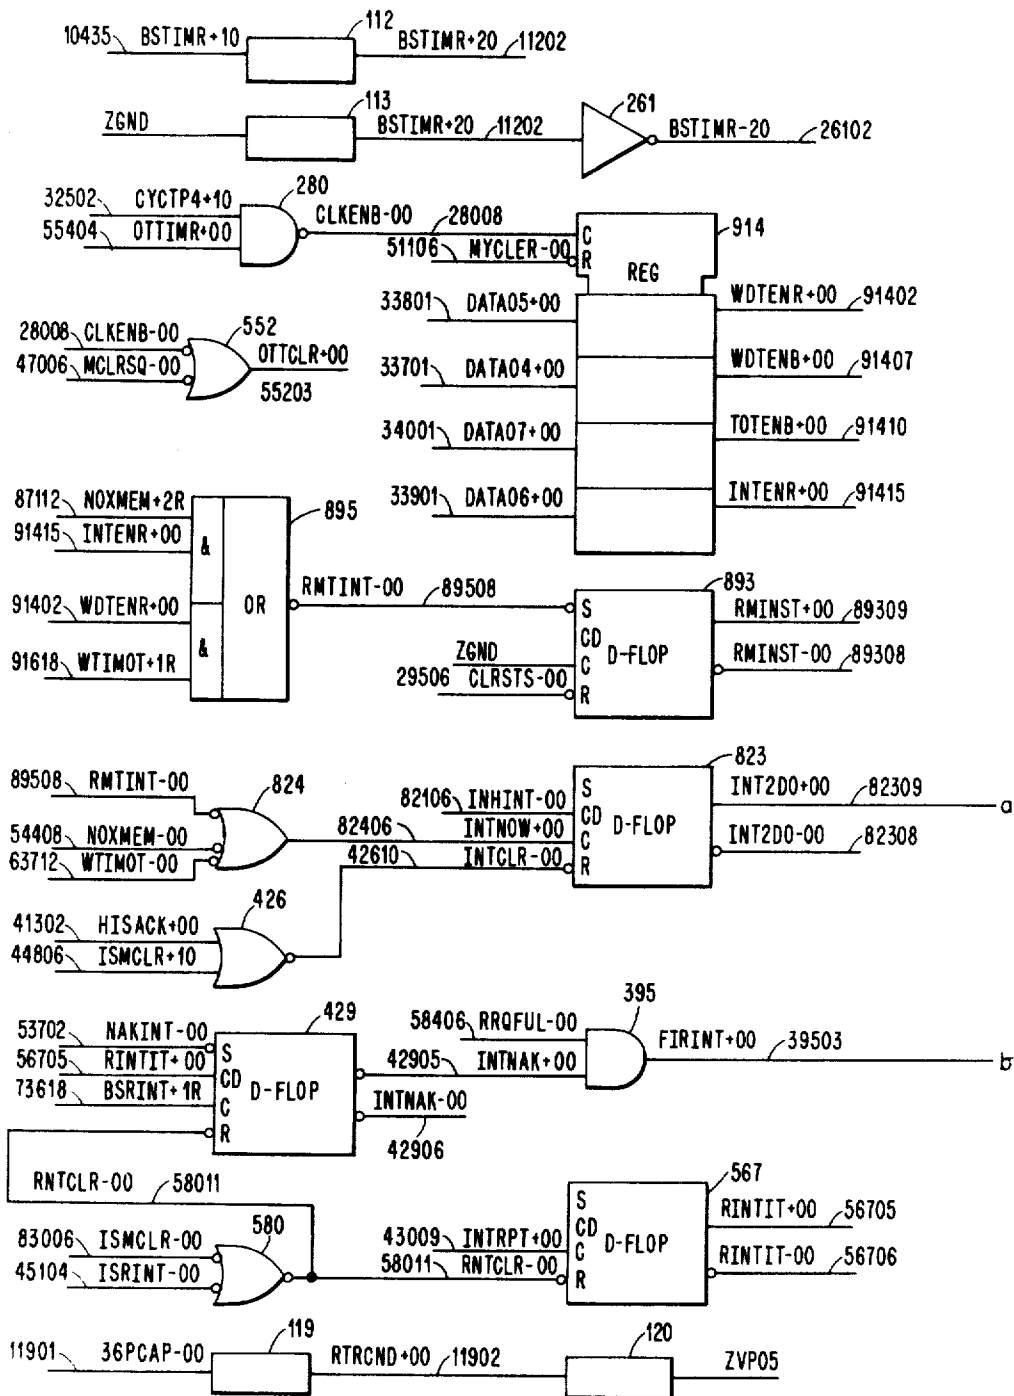 112
10435 BSTIMR+10 BSTIMR+20 11202
113
ZGND BSTIMR+20 11202 261 BSTIMR-20 26102
280
32502 CYCTP4+10 CLKENB-00 28008 C 914
55404 OTTIMR+00 51106 MYCLER-00 R REG
33801 DATA05+00 WDTENR+00 91402
552
28008 CLKENB-00 OTTCLR+00
47006 MCLRSQ-00 55203
33701 DATA04+00 WDTENB+00 91407
34001 DATA07+00 TOTENB+00 91410
33901 DATA06+00 INTENR+00 91415
87112 NOXMEM+2R 895
91415 INTENR+00 &
OR RMTINT-00 89508 S 893
91402 WDTENR+00 & RMINST+00 89309
91618 WTIMOT+1R CD D-FLOP
ZGND C RMINST-00 89308
29506 CLRSTS-00 R
823
89508 RMTINT-00 824 S INT2DO+00 82309 a
82106 INHINT-00 CD D-FLOP
54408 NOXMEM-00 82406 INTNOW+00 C INT2DO-00 82308
63712 WTIMOT-00 42610 INTCLR-00 R
426
41302 HISACK+00
44806 ISMCLR+10
429 395
53702 NAKINT-00 S 58406 RRQFUL-00
56705 RINTIT+00 CD D-FLOP 42905 INTNAK+00 FIRINT+00 39503 b
73618 BSRINT+1R C INTNAK-00
R 42906
RNTCLR-00 58011 567
S RINTIT+00 56705
83006 ISMCLR-00 580 CD D-FLOP
43009 INTRPT+00 C RINTIT-00 56706
45104 ISRINT-00 58011 RNTCLR-00 R
119 120
11901 36PCAP-00 RTRCND+00 11902 ZVP05